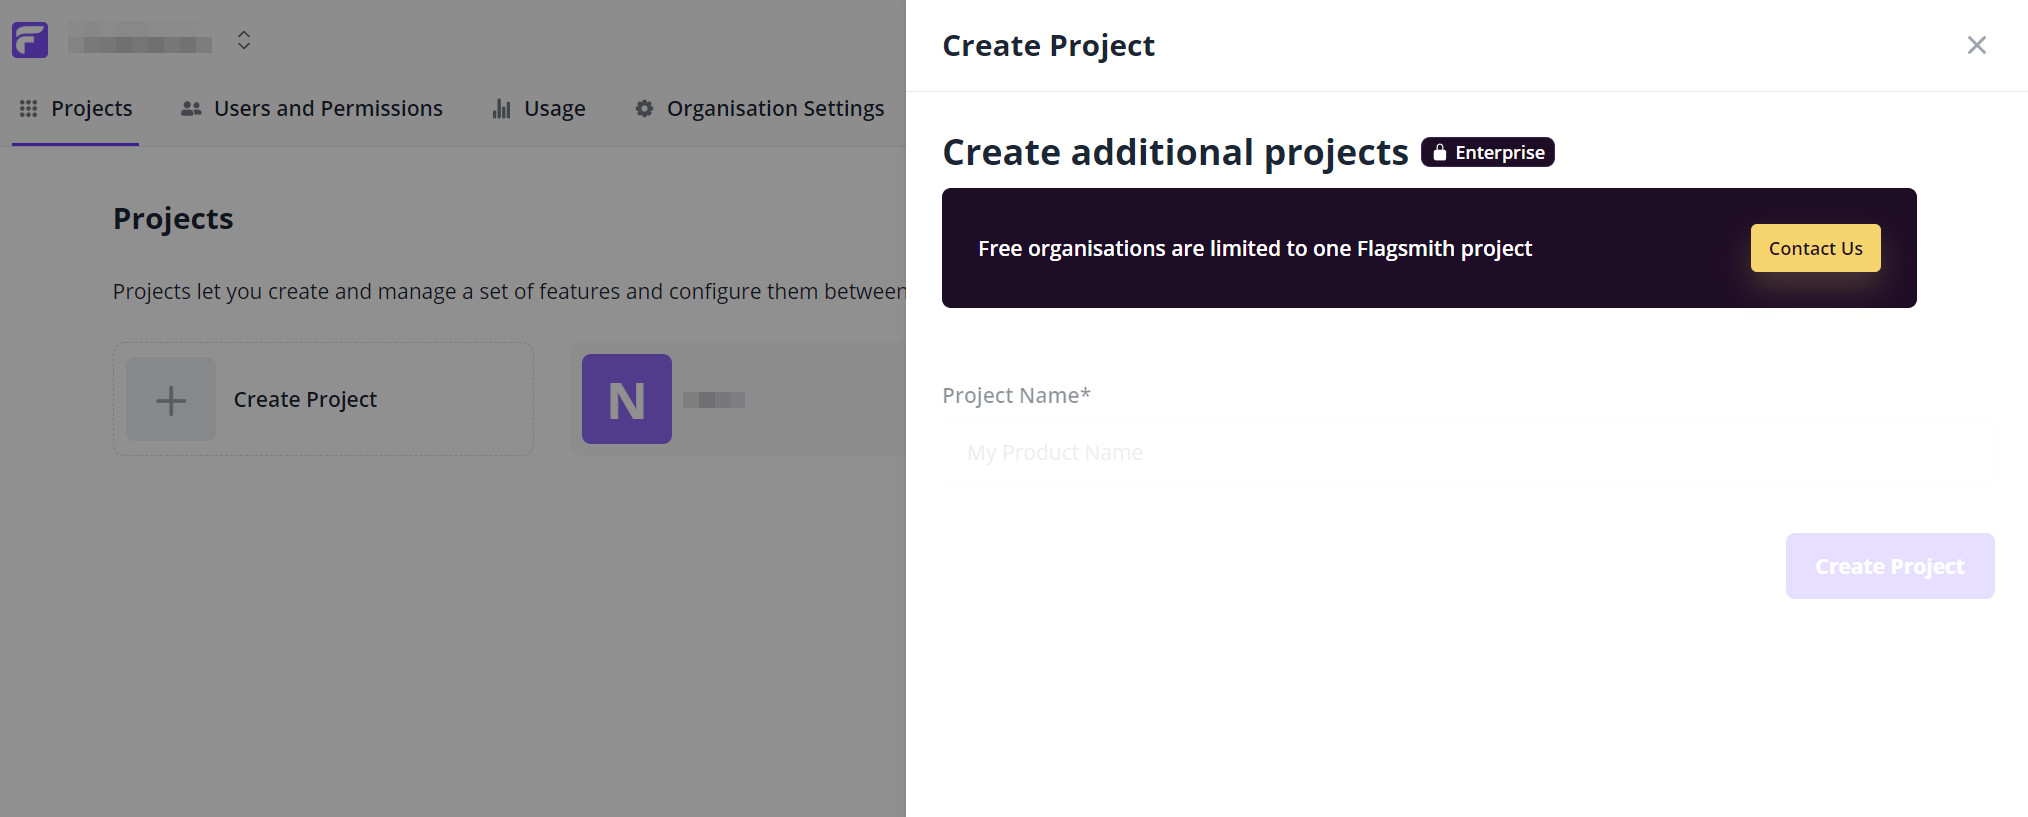 Projects
Users and Permissions
Usage
Organisation Settings
Projects
Projects let you create and manage a set of features and configure them between
Create Project
N
Create Project
Create additional projects
Enterprise
Free organisations are limited to one Flagsmith project
Contact Us
Project Name*
My Product Name
Create Project